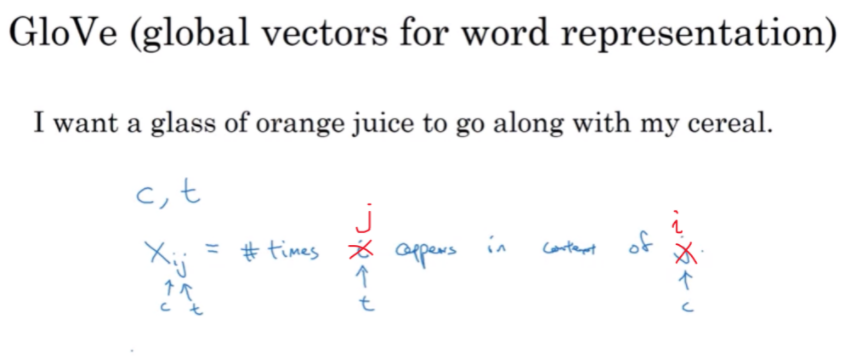 GloVe (global vectors for word representation)
I want a glass of orange juice to go along with my cereal.
c, t
j i
Xij = # times appears in context of
c t t c